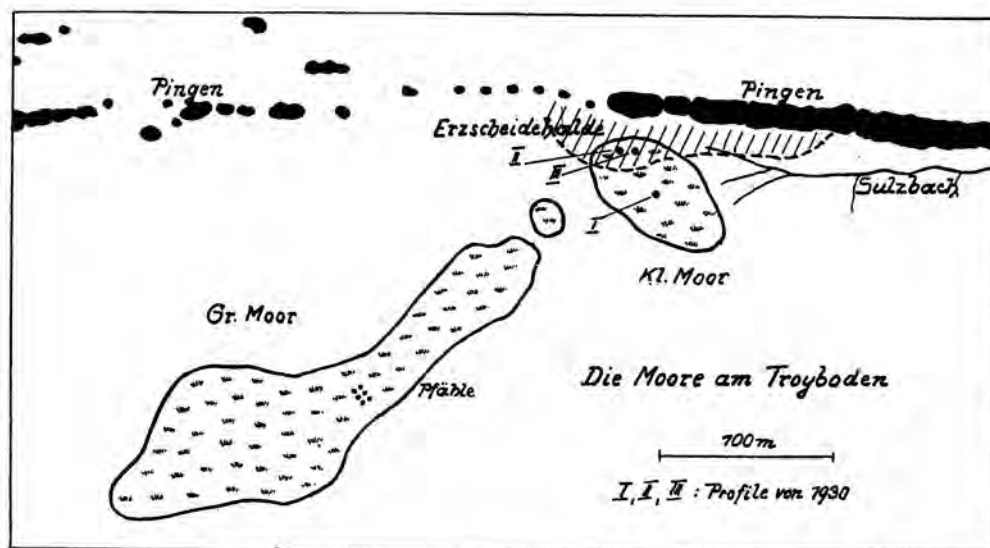 Pingen
Pingen
Erzscheidehalde
II
III
Sulzbach
I
Kl. Moor
Gr. Moor
Pfähle
Die Moore am Troyboden
100m
I, II, III : Profile von 1930